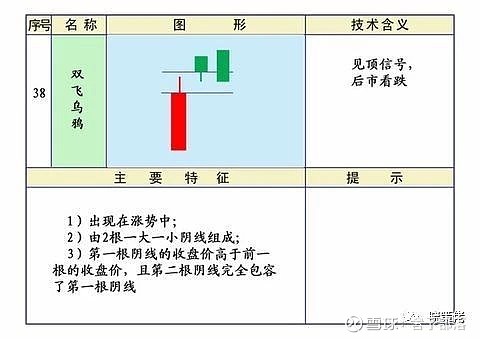 序号 名称 图形 技术含义
38 双飞乌鸦 见顶信号，
后市看跌
主要特征 提示
1）出现在涨势中；
2）由2根一大一小阴线组成；
3）第一根阴线的收盘价高于前一
根的收盘价，且第二根阴线完全包容
了第一根阴线
雪球